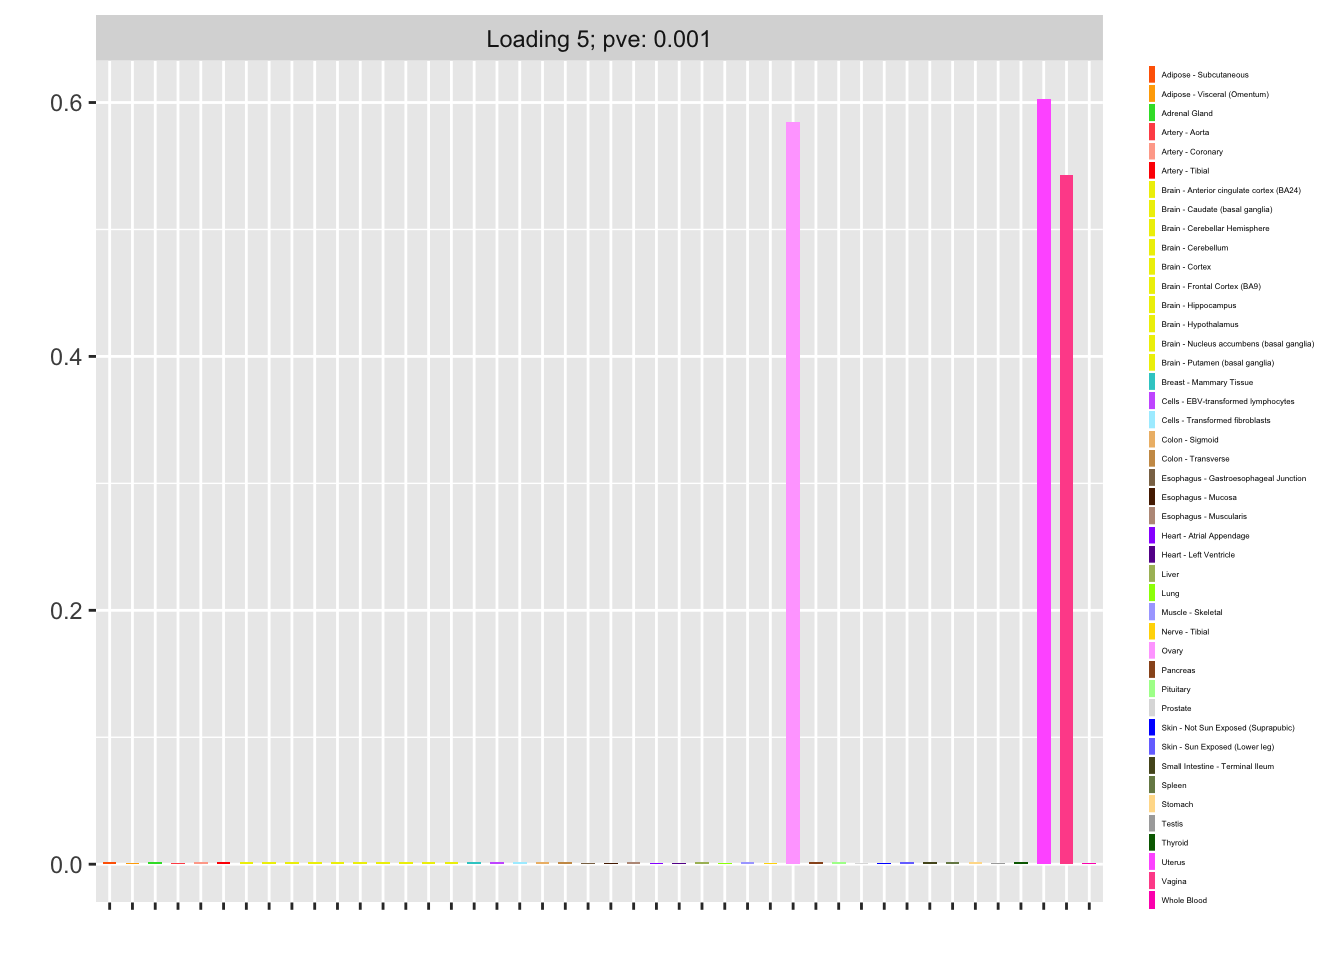 Loading 5; pve: 0.001
0.6
0.4
0.2
0.0
Adipose - Subcutaneous
Adipose - Visceral (Omentum)
Adrenal Gland
Artery - Aorta
Artery - Coronary
Artery - Tibial
Brain - Anterior cingulate cortex (BA24)
Brain - Caudate (basal ganglia)
Brain - Cerebellar Hemisphere
Brain - Cerebellum
Brain - Cortex
Brain - Frontal Cortex (BA9)
Brain - Hippocampus
Brain - Hypothalamus
Brain - Nucleus accumbens (basal ganglia)
Brain - Putamen (basal ganglia)
Breast - Mammary Tissue
Cells - EBV-transformed lymphocytes
Cells - Transformed fibroblasts
Colon - Sigmoid
Colon - Transverse
Esophagus - Gastroesophageal Junction
Esophagus - Mucosa
Esophagus - Muscularis
Heart - Atrial Appendage
Heart - Left Ventricle
Liver
Lung
Muscle - Skeletal
Nerve - Tibial
Ovary
Pancreas
Pituitary
Prostate
Skin - Not Sun Exposed (Suprapubic)
Skin - Sun Exposed (Lower leg)
Small Intestine - Terminal Ileum
Spleen
Stomach
Testis
Thyroid
Uterus
Vagina
Whole Blood